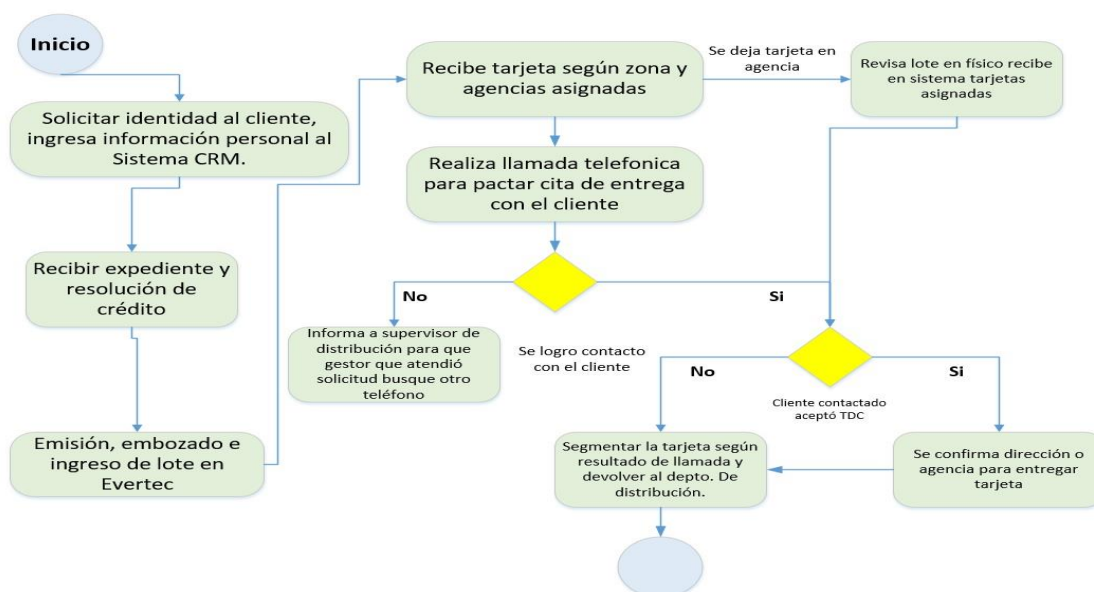 Inicio
Solicitar identidad al cliente,
ingresa información personal al
Sistema CRM.
Recibir expediente y
resolución de
crédito
Emisión, embozado e
ingreso de lote en
Evertec
Recibe tarjeta según zona y
agencias asignadas
Se deja tarjeta en
agencia
Revisa lote en físico recibe
en sistema tarjetas
asignadas
Realiza llamada telefonica
para pactar cita de entrega
con el cliente
No
Si
Informa a supervisor de
distribución para que
gestor que atendió
solicitud busque otro
teléfono
Se logro contacto
con el cliente
No
Si
Cliente contactado
aceptó TDC
Segmentar la tarjeta según
resultado de llamada y
devolver al depto. De
distribución.
Se confirma dirección o
agencia para entregar
tarjeta